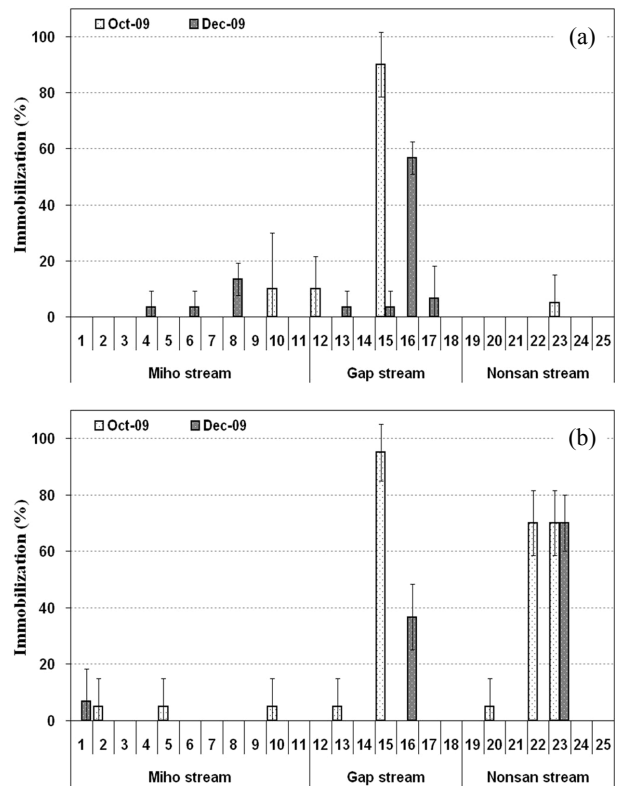 Oct-09 Dec-09 (a)
100
80
60
40
20
0
Immobilization (%)
1 2 3 4 5 6 7 8 9 10 11 12 13 14 15 16 17 18 19 20 21 22 23 24 25
Miho stream Gap stream Nonsan stream
Oct-09 Dec-09 (b)
100
80
60
40
20
0
Immobilization (%)
1 2 3 4 5 6 7 8 9 10 11 12 13 14 15 16 17 18 19 20 21 22 23 24 25
Miho stream Gap stream Nonsan stream